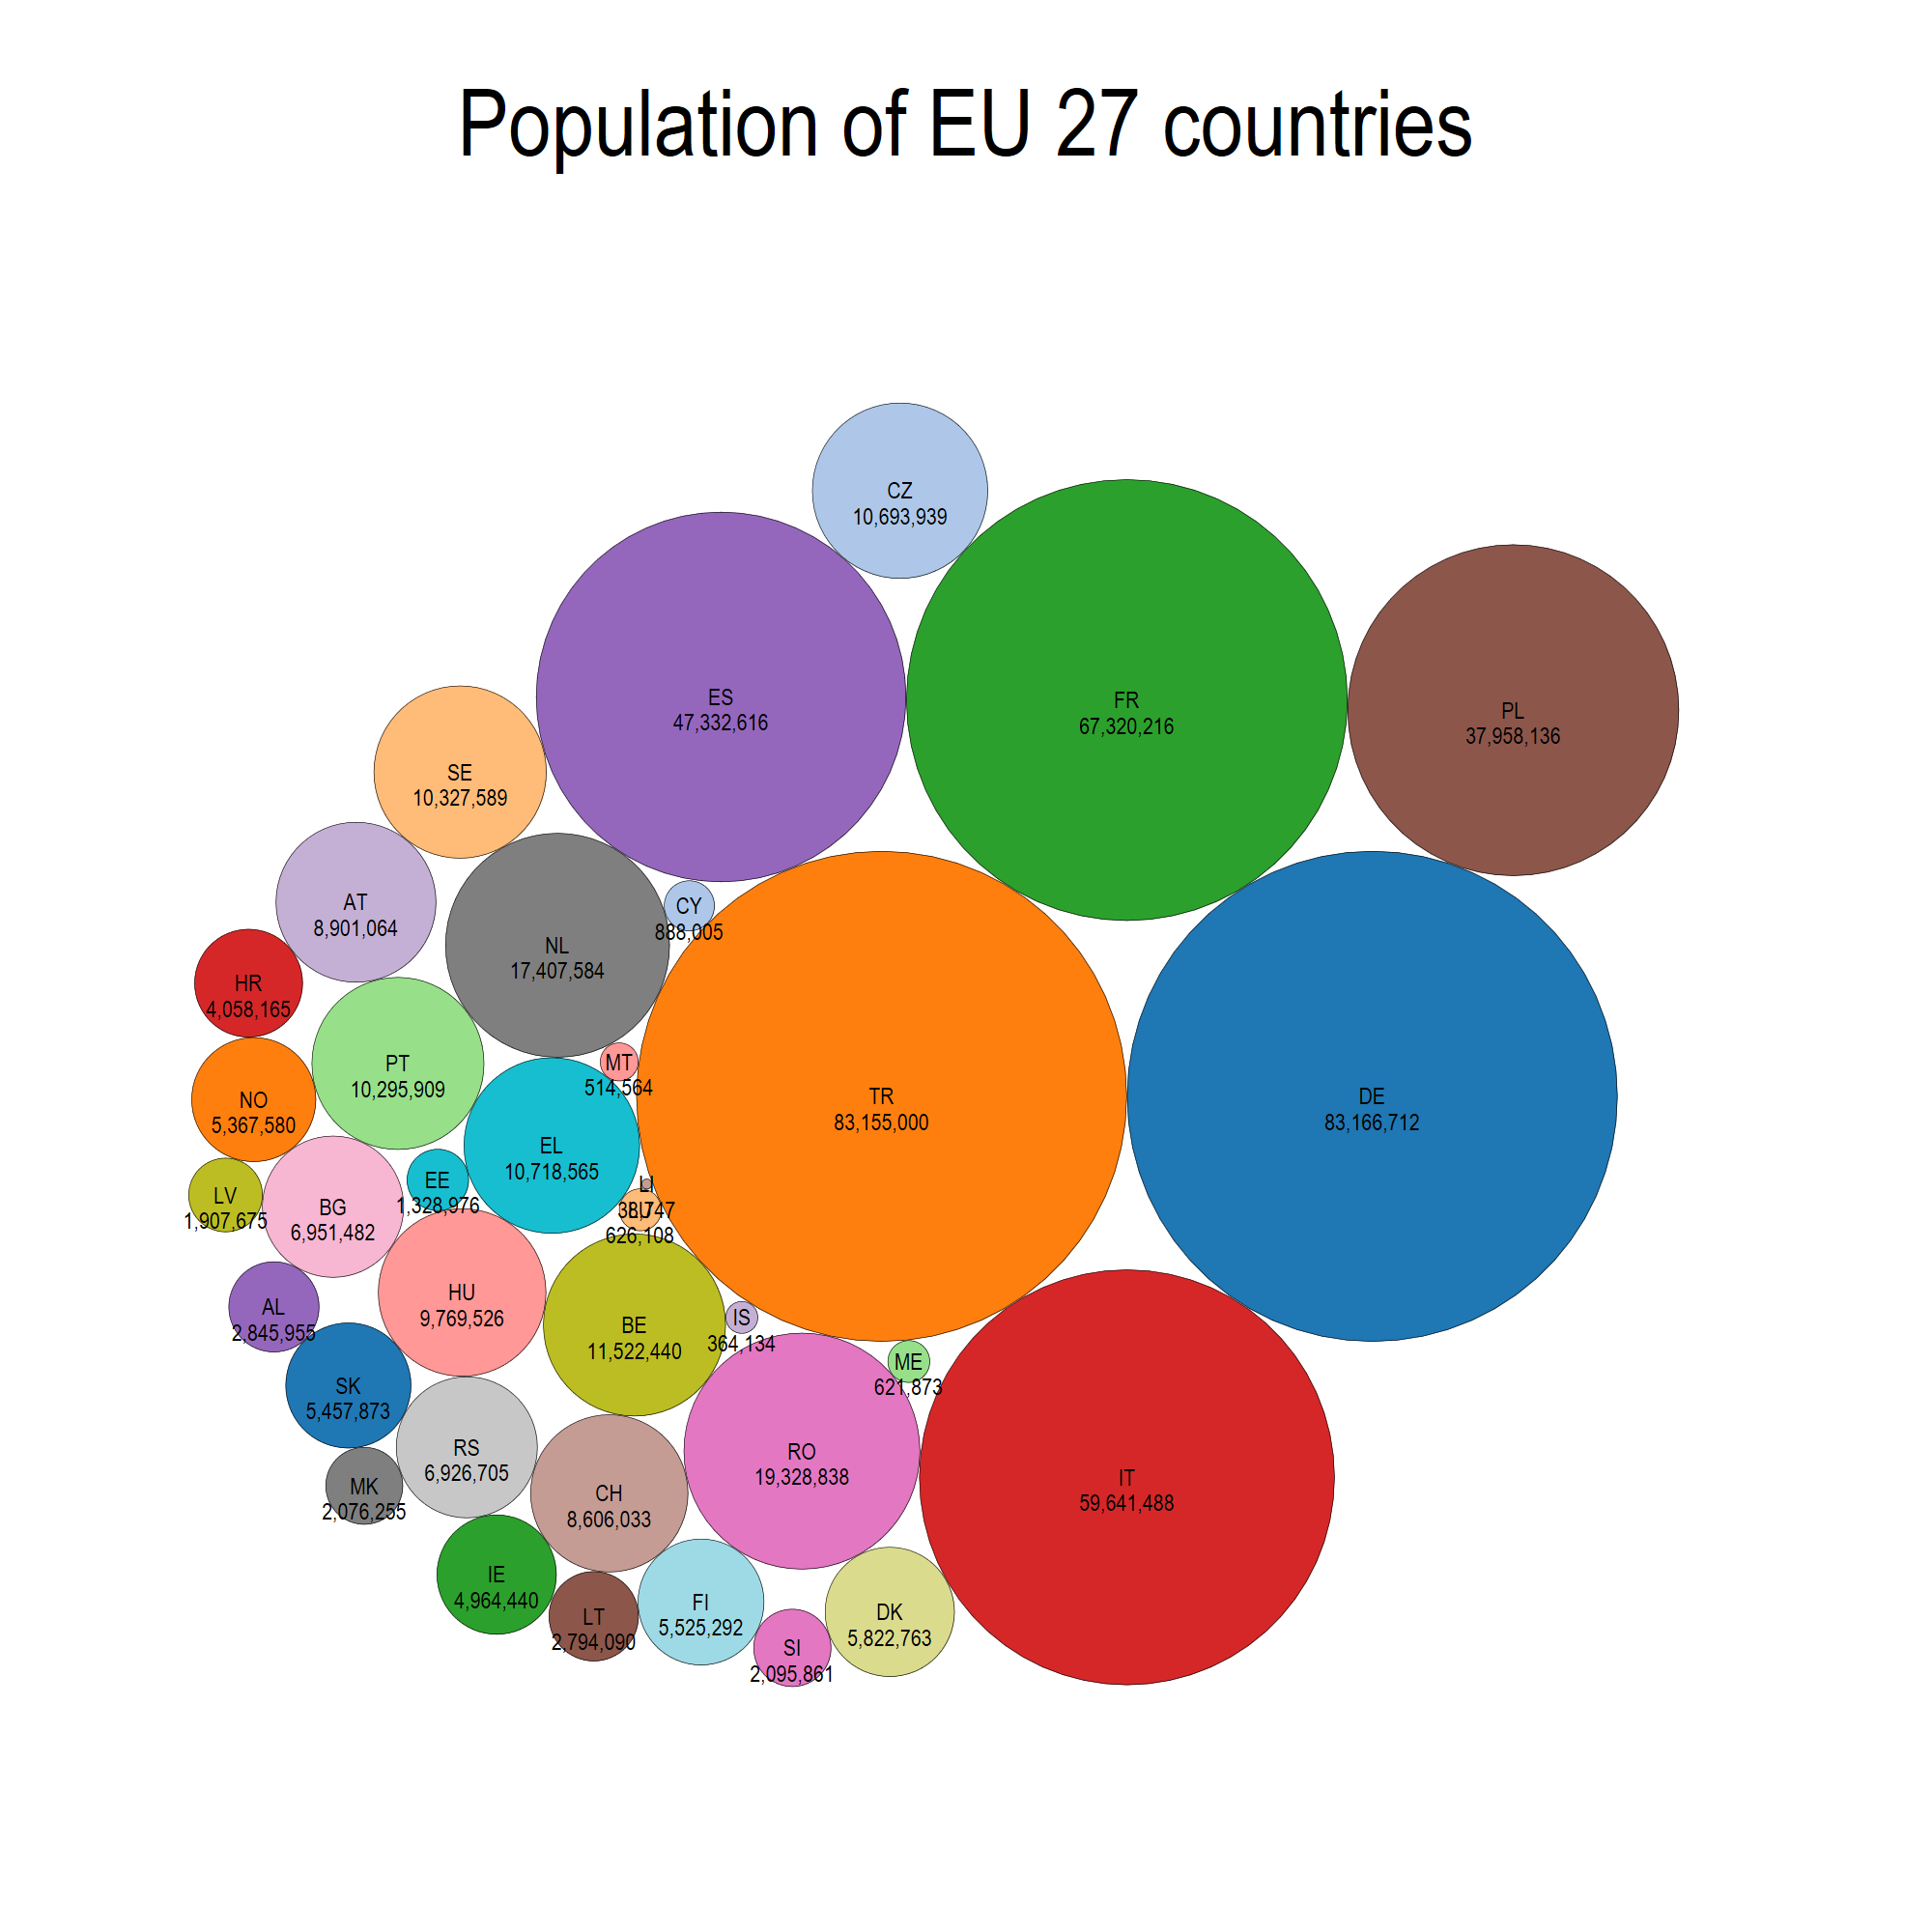 Population of EU 27 countries
CZ
10,693,939
ES
47,332,616
FR
67,320,216
PL
37,958,136
SE
10,327,589
AT
8,901,064
CY
888,005
NL
17,407,584
HR
4,058,165
MT
514,564
PT
10,295,909
NO
5,367,580
TR
83,155,000
DE
83,166,712
EL
10,718,565
EE
1,328,976
LI
38,747
LU
626,108
LV
1,907,675
BG
6,951,482
HU
9,769,526
AL
2,845,955
BE
11,522,440
IS
364,134
ME
621,873
SK
5,457,873
RS
6,926,705
RO
19,328,838
IT
59,641,488
MK
2,076,255
CH
8,606,033
IE
4,964,440
LT
2,794,090
FI
5,525,292
DK
5,822,763
SI
2,095,861